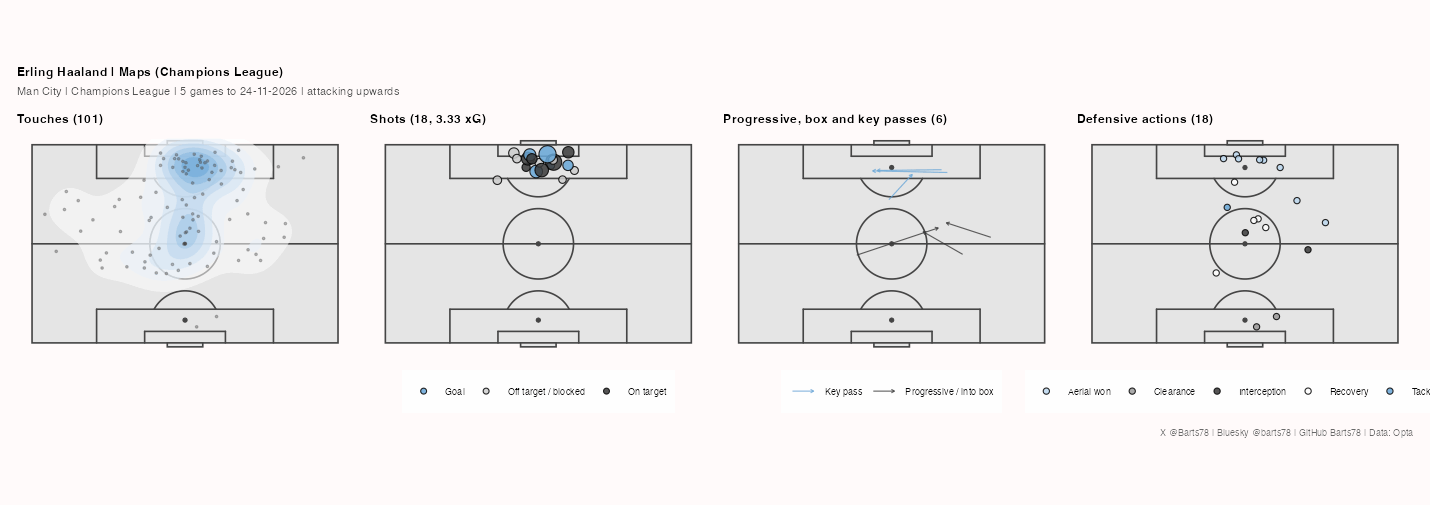 Erling Haaland | Maps (Champions League)
Man City | Champions League | 5 games to 24-11-2026 | attacking upwards
Touches (101)
Shots (18, 3.33 xG)
Progressive, box and key passes (6)
Defensive actions (18)
Goal
Off target / blocked
On target
Key pass
Progressive / into box
Aerial won
Clearance
Interception
Recovery
Tack
X @Barts78 | Bluesky @barts78 | GitHub Barts78 | Data: Opta